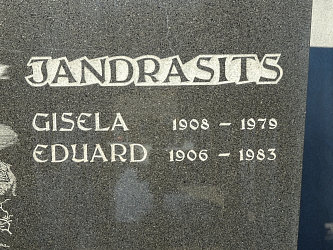 JANDRASITS
GISELA 1908 – 1979
EDUARD 1906 – 1983